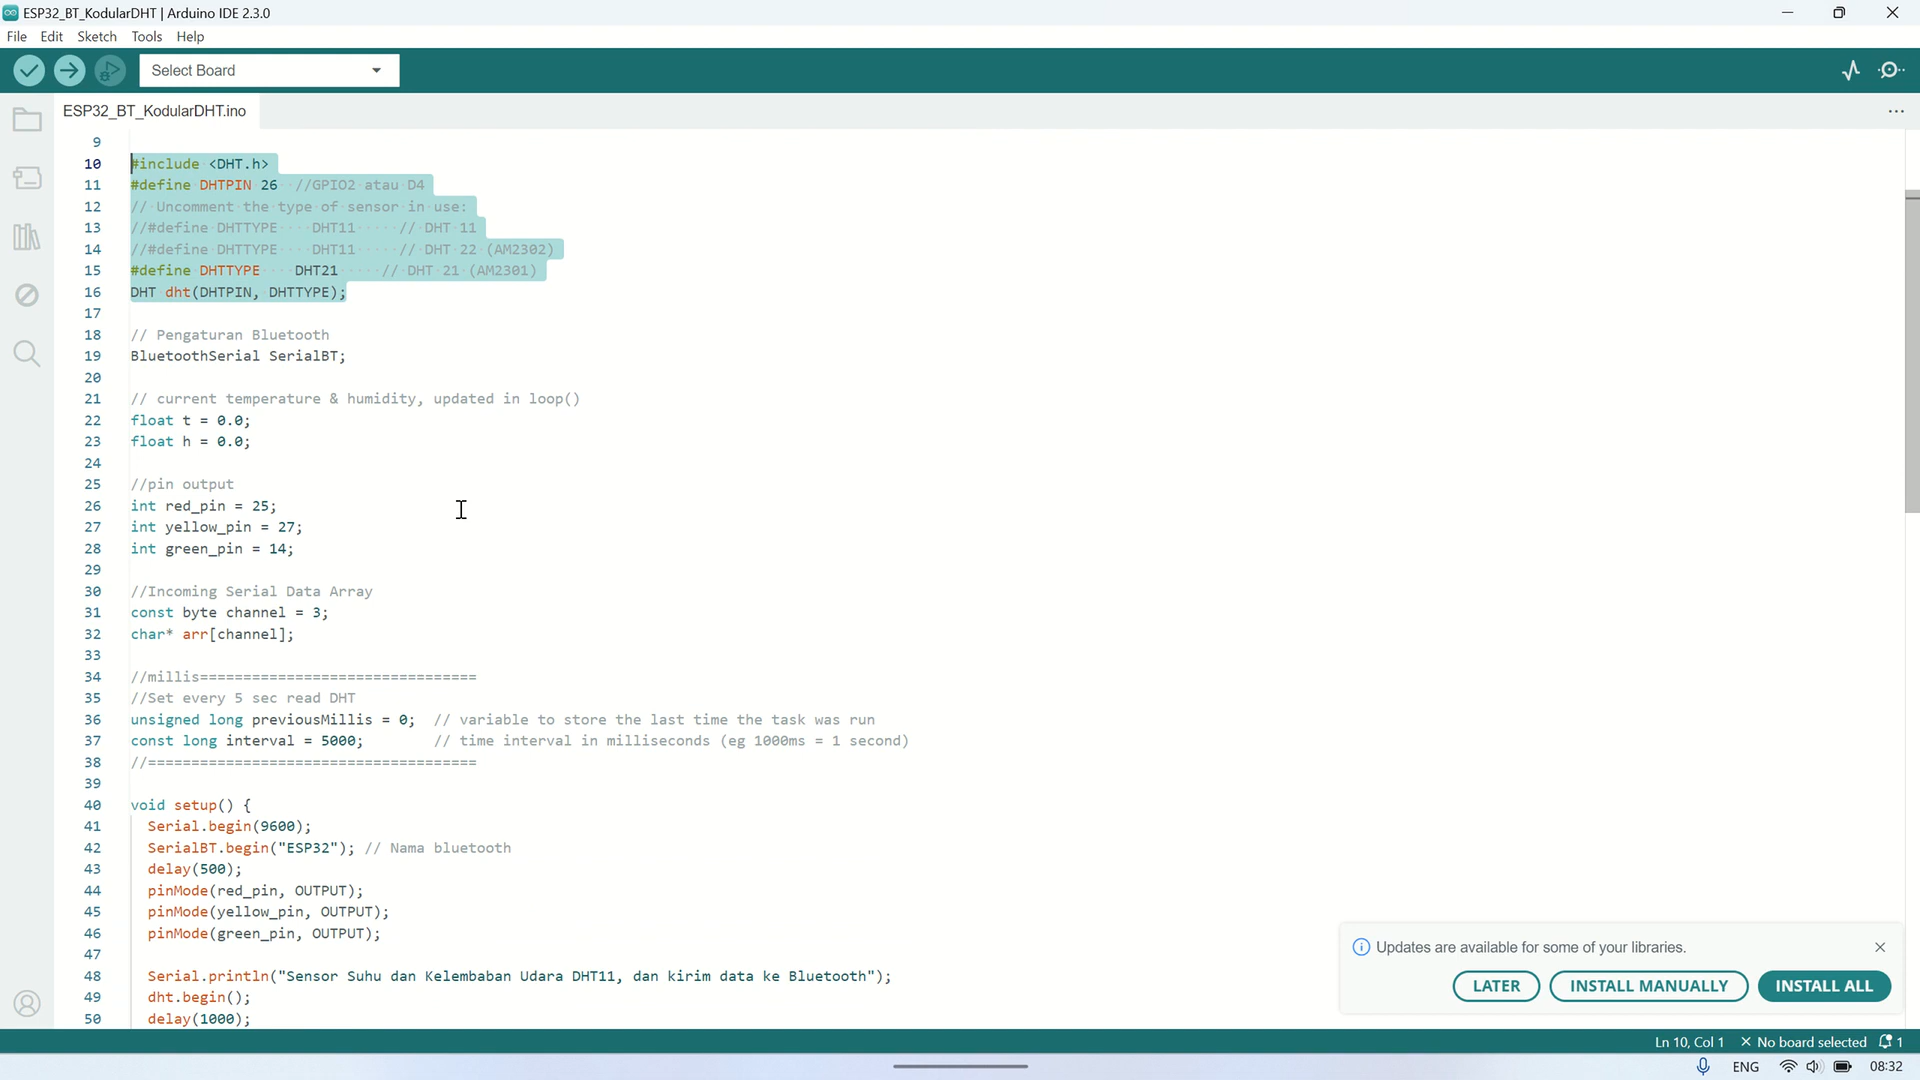 ESP32_BT_KodularDHT | Arduino IDE 2.3.0
File Edit Sketch Tools Help
Select Board
ESP32_BT_KodularDHT.ino
9
10 #include <DHT.h>
11 #define DHTPIN 26  //GPIO2 atau D4
12 // Uncomment the type of sensor in use:
13 //#define DHTTYPE    DHT11     // DHT 11
14 //#define DHTTYPE    DHT11     // DHT 22 (AM2302)
15 #define DHTTYPE    DHT21     // DHT 21 (AM2301)
16 DHT dht(DHTPIN, DHTTYPE);
17
18 // Pengaturan Bluetooth
19 BluetoothSerial SerialBT;
20
21 // current temperature & humidity, updated in loop()
22 float t = 0.0;
23 float h = 0.0;
24
25 //pin output
26 int red_pin = 25;
27 int yellow_pin = 27;
28 int green_pin = 14;
29
30 //Incoming Serial Data Array
31 const byte channel = 3;
32 char* arr[channel];
33
34 //millis================================
35 //Set every 5 sec read DHT
36 unsigned long previousMillis = 0;  // variable to store the last time the task was run
37 const long interval = 5000;        // time interval in milliseconds (eg 1000ms = 1 second)
38 //======================================
39
40 void setup() {
41   Serial.begin(9600);
42   SerialBT.begin("ESP32"); // Nama bluetooth
43   delay(500);
44   pinMode(red_pin, OUTPUT);
45   pinMode(yellow_pin, OUTPUT);
46   pinMode(green_pin, OUTPUT);
47
48   Serial.println("Sensor Suhu dan Kelembaban Udara DHT11, dan kirim data ke Bluetooth");
49   dht.begin();
50   delay(1000);
Updates are available for some of your libraries.
LATER INSTALL MANUALLY INSTALL ALL
Ln 10, Col 1 No board selected 1
ENG 08:32